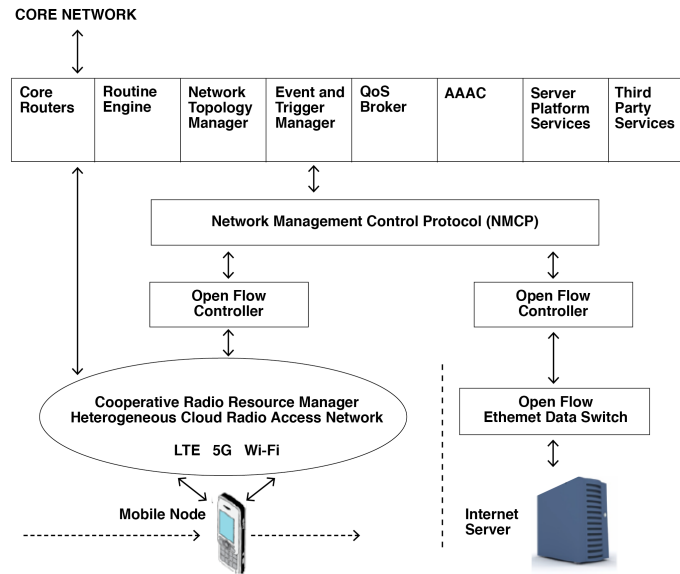 CORE NETWORK
Core
Routers
Routine
Engine
Network
Topology
Manager
Event and
Trigger
Manager
QoS
Broker
AAAC
Server
Platform
Services
Third
Party
Services
Network Management Control Protocol (NMCP)
Open Flow
Controller
Open Flow
Controller
Cooperative Radio Resource Manager
Heterogeneous Cloud Radio Access Network
LTE 5G Wi-Fi
Open Flow
Ethemet Data Switch
Mobile Node
Internet
Server